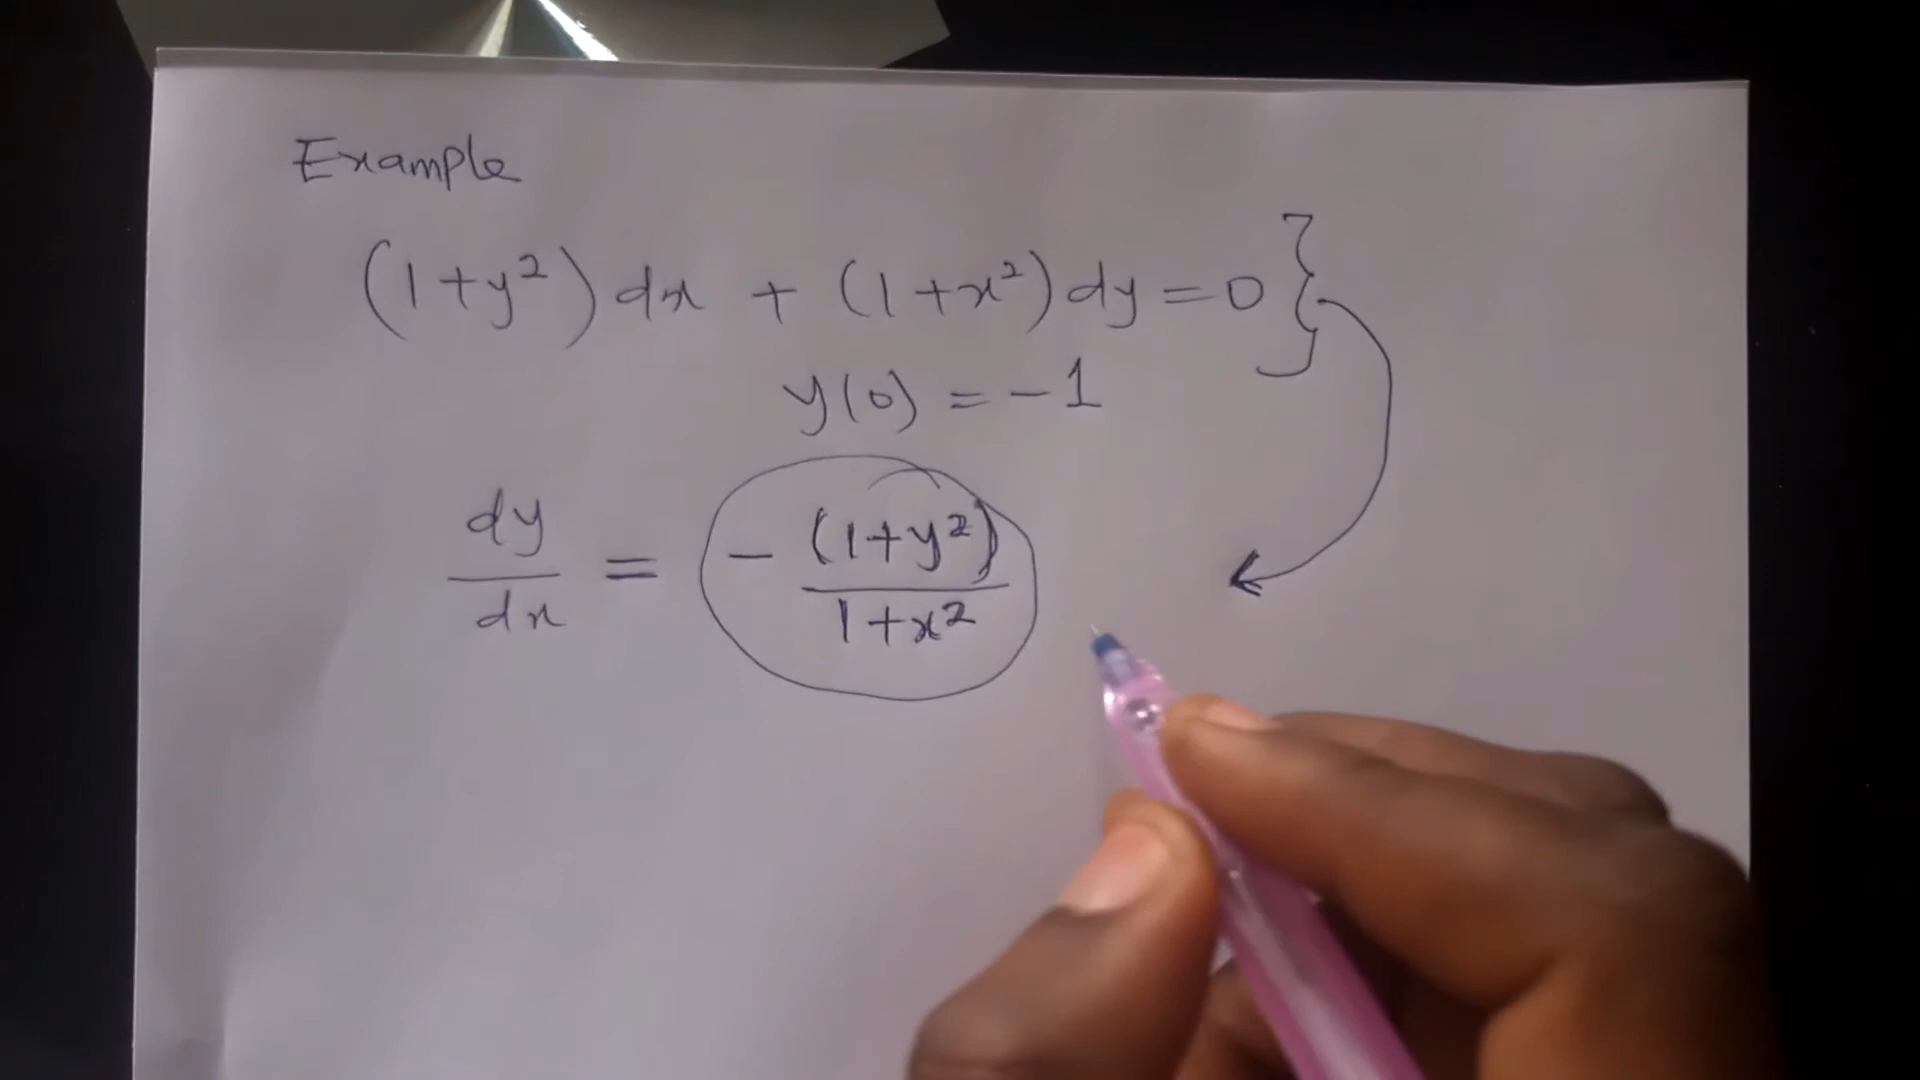 Example
(1+y²)dx + (1+x²)dy=0}
y(0) = -1
dy/dx = - (1+y²)/1+x²